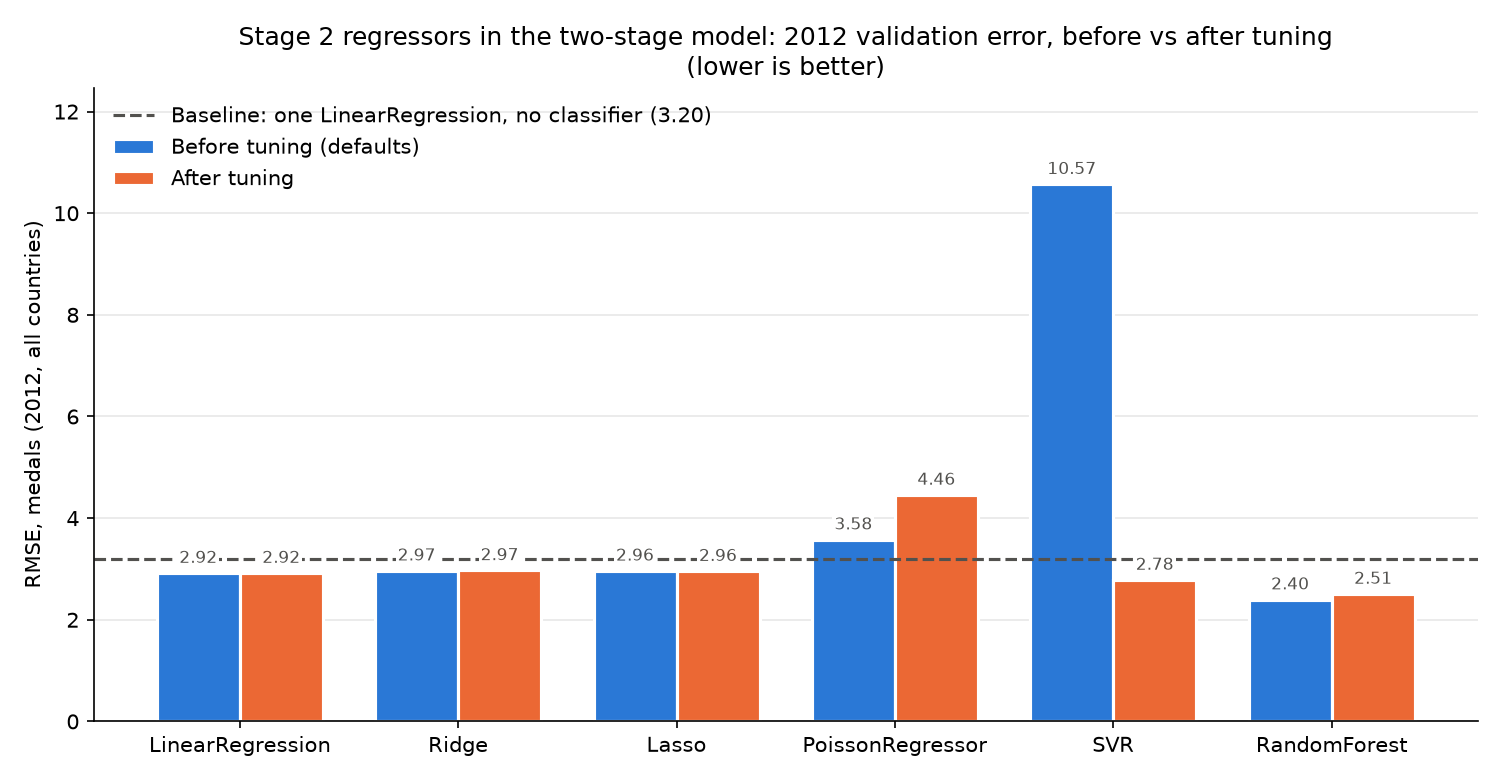 Stage 2 regressors in the two-stage model: 2012 validation error, before vs after tuning
(lower is better)
Baseline: one LinearRegression, no classifier (3.20)
Before tuning (defaults)
After tuning
RMSE, medals (2012, all countries)
12
10
8
6
4
2
0
2.92
2.92
2.97
2.97
2.96
2.96
3.58
4.46
10.57
2.78
2.40
2.51
LinearRegression
Ridge
Lasso
PoissonRegressor
SVR
RandomForest